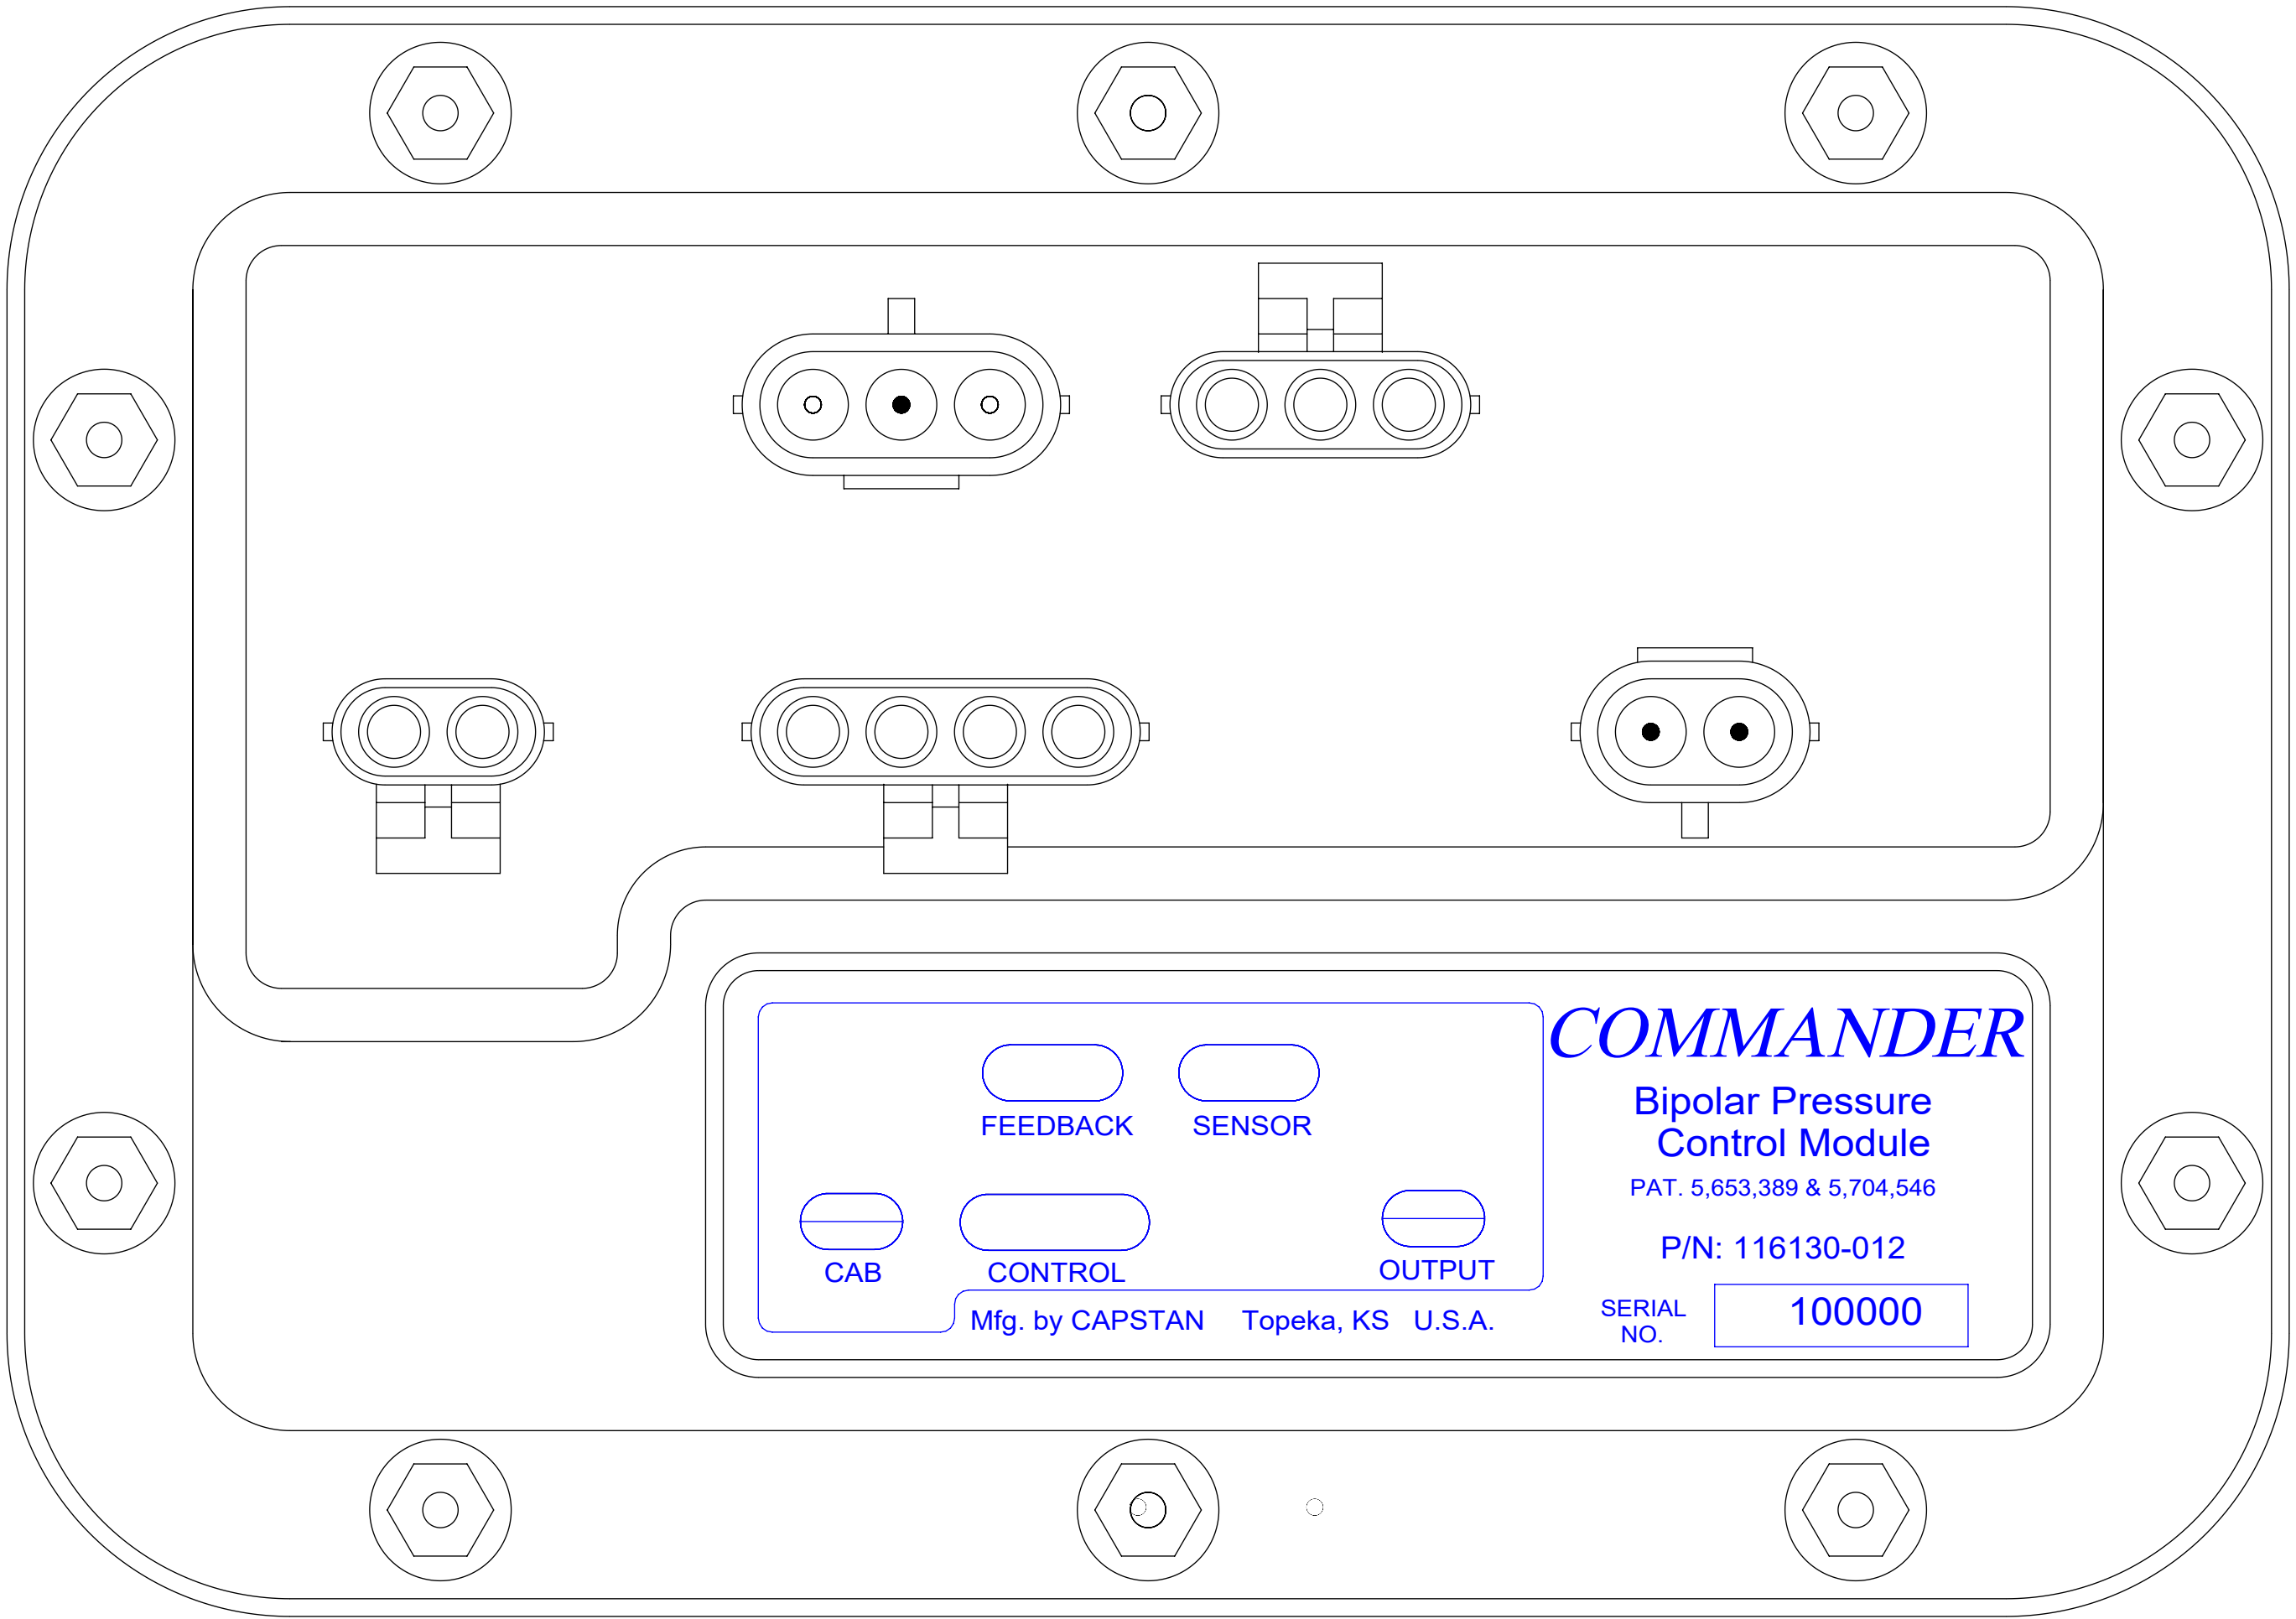 COMMANDER
Bipolar Pressure
Control Module
PAT. 5,653,389 & 5,704,546
P/N: 116130-012
SERIAL
NO.
100000
FEEDBACK
SENSOR
CAB
CONTROL
OUTPUT
Mfg. by CAPSTAN Topeka, KS U.S.A.